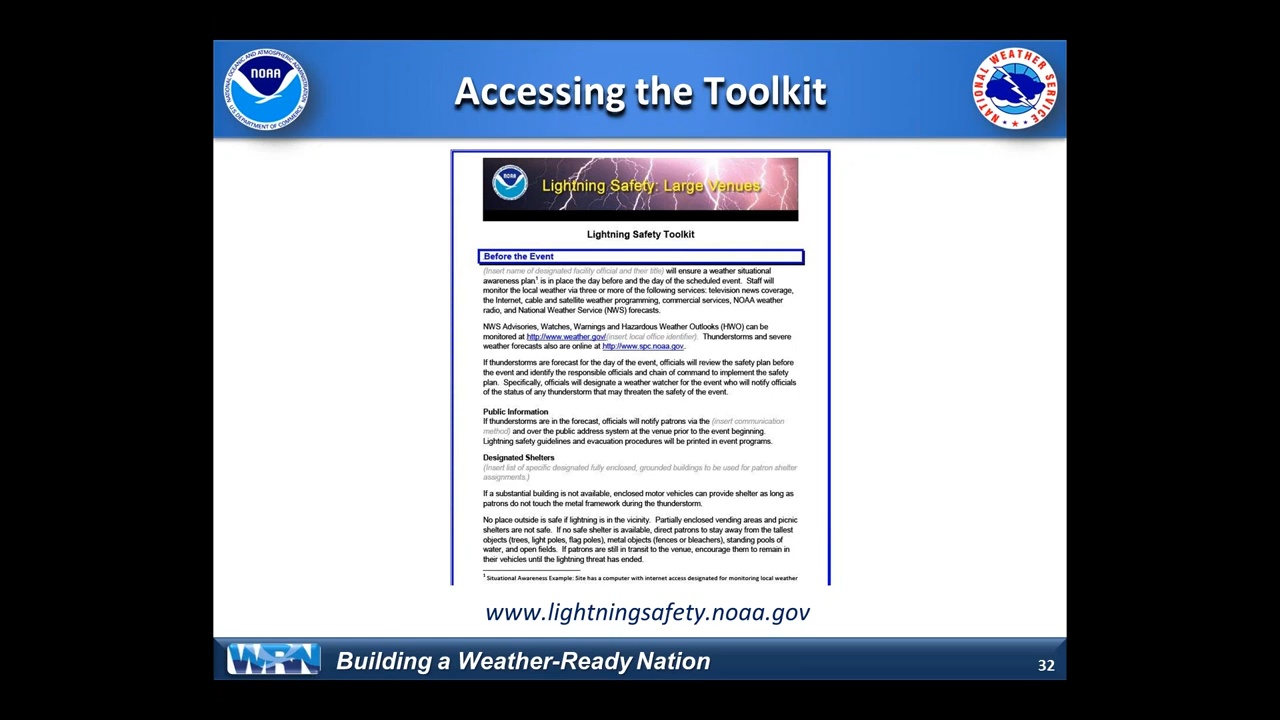 Accessing the Toolkit
NATIONAL OCEANIC AND ATMOSPHERIC ADMINISTRATION
U.S. DEPARTMENT OF COMMERCE
NOAA
NATIONAL WEATHER SERVICE
NOAA
Lightning Safety: Large Venues
Lightning Safety Toolkit
Before the Event
(Insert name of designated facility official and their title) will ensure a weather situational
awareness plan¹ is in place the day before and the day of the scheduled event. Staff will
monitor the local weather via three or more of the following services: television news coverage,
the Internet, cable and satellite weather programming, commercial services, NOAA weather
radio, and National Weather Service (NWS) forecasts.
NWS Advisories, Watches, Warnings and Hazardous Weather Outlooks (HWO) can be
monitored at http://www.weather.gov/(insert local office identifier). Thunderstorms and severe
weather forecasts also are online at http://www.spc.noaa.gov.
If thunderstorms are forecast for the day of the event, officials will review the safety plan before
the event and identify the responsible officials and chain of command to implement the safety
plan. Specifically, officials will designate a weather watcher for the event who will notify officials
of the status of any thunderstorm that may threaten the safety of the event.
Public Information
If thunderstorms are in the forecast, officials will notify patrons via the (insert communication
method) and over the public address system at the venue prior to the event beginning.
Lightning safety guidelines and evacuation procedures will be printed in event programs.
Designated Shelters
(Insert list of specific designated fully enclosed, grounded buildings to be used for patron shelter
assignments.)
If a substantial building is not available, enclosed motor vehicles can provide shelter as long as
patrons do not touch the metal framework during the thunderstorm.
No place outside is safe if lightning is in the vicinity. Partially enclosed vending areas and picnic
shelters are not safe. If no safe shelter is available, direct patrons to stay away from the tallest
objects (trees, light poles, flag poles), metal objects (fences or bleachers), standing pools of
water, and open fields. If patrons are still in transit to the venue, encourage them to remain in
their vehicles until the lightning threat has ended.
¹ Situational Awareness Example: Site has a computer with internet access designated for monitoring local weather
www.lightningsafety.noaa.gov
WRN
Building a Weather-Ready Nation
32